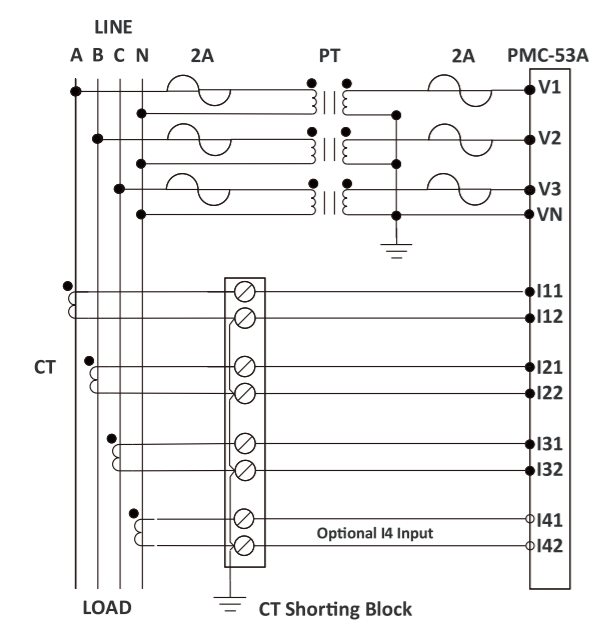 LINE
A B C N 2A PT 2A PMC-53A
V1
V2
V3
VN
I11
I12
CT
I21
I22
I31
I32
I41
Optional I4 Input
I42
LOAD
CT Shorting Block